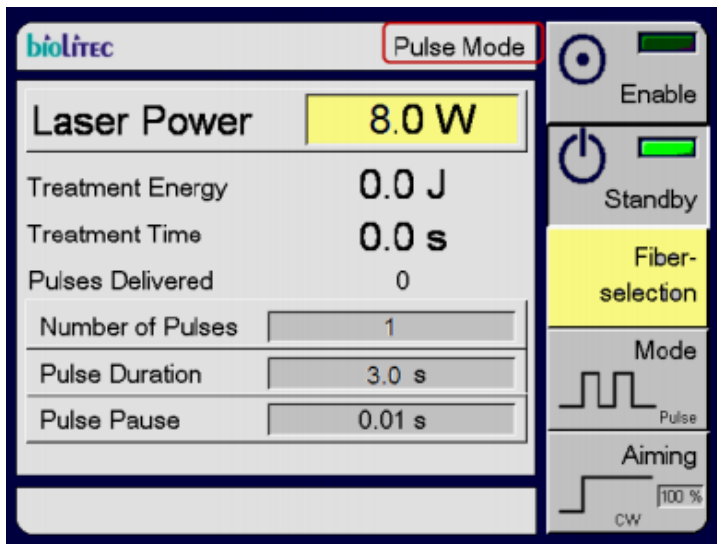 biolitec
Pulse Mode
Laser Power 8.0 W
Treatment Energy 0.0 J
Treatment Time 0.0 s
Pulses Delivered 0
Number of Pulses 1
Pulse Duration 3.0 s
Pulse Pause 0.01 s
Enable
Standby
Fiber-
selection
Mode
Pulse
Aiming
100 %
CW